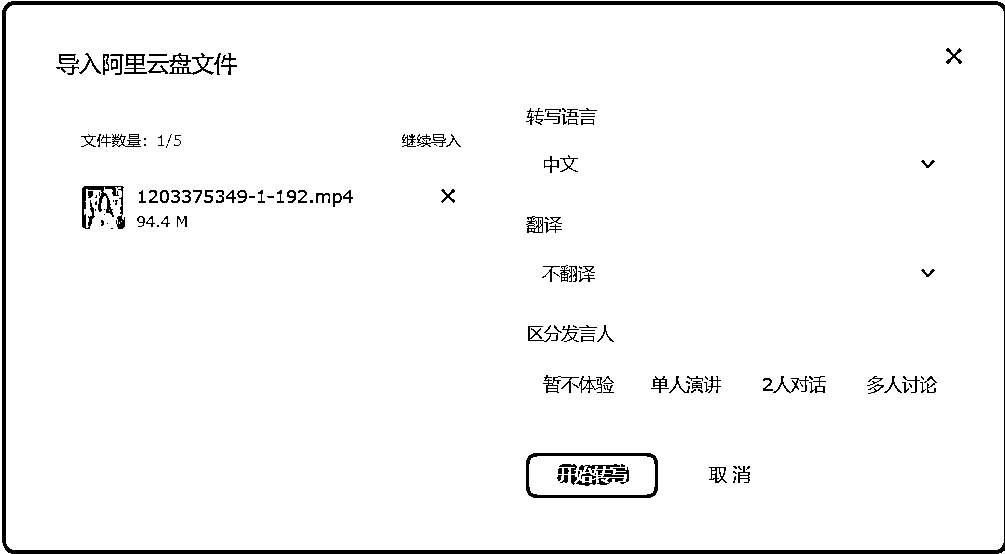 导入阿里云盘文件
文件数量：1/5 继续导入
1203375349-1-192.mp4
94.4 M
转写语言
中文
翻译
不翻译
区分发言人
暂不体验 单人演讲 2人对话 多人讨论
开始转写 取消